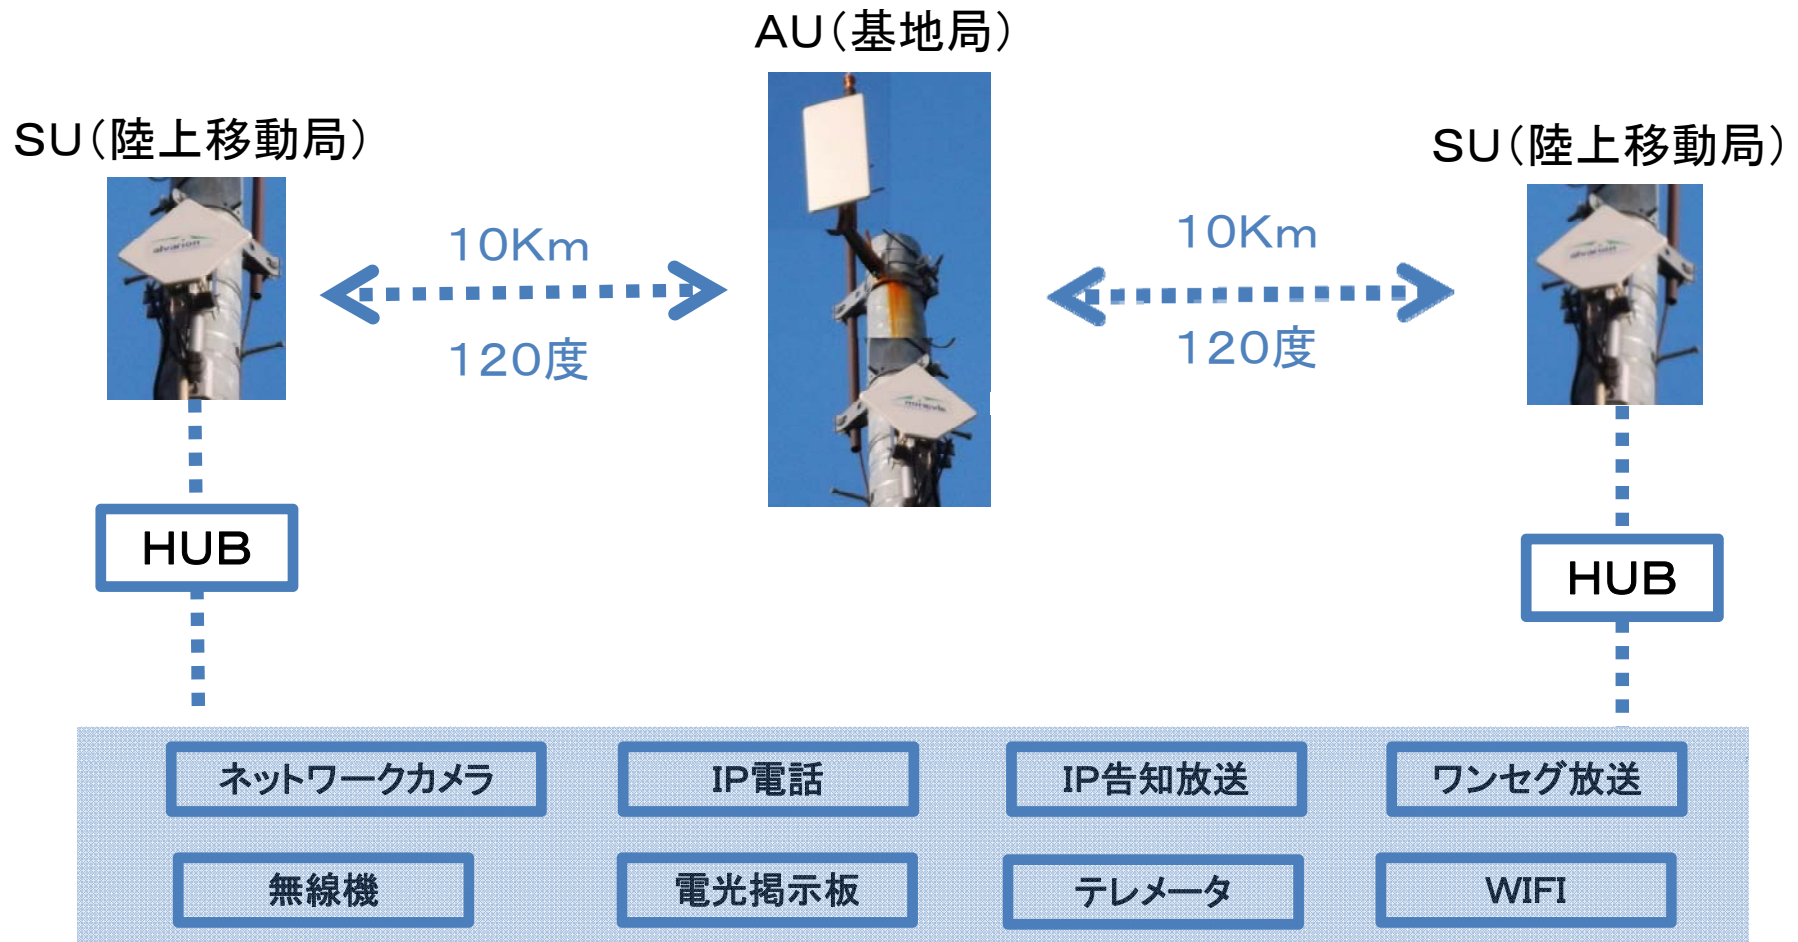 AU(基地局)
SU(陸上移動局)
SU(陸上移動局)
10Km
120度
10Km
120度
alvarion
alvarion
HUB
HUB
ネットワークカメラ
IP電話
IP告知放送
ワンセグ放送
無線機
電光掲示板
テレメータ
WIFI